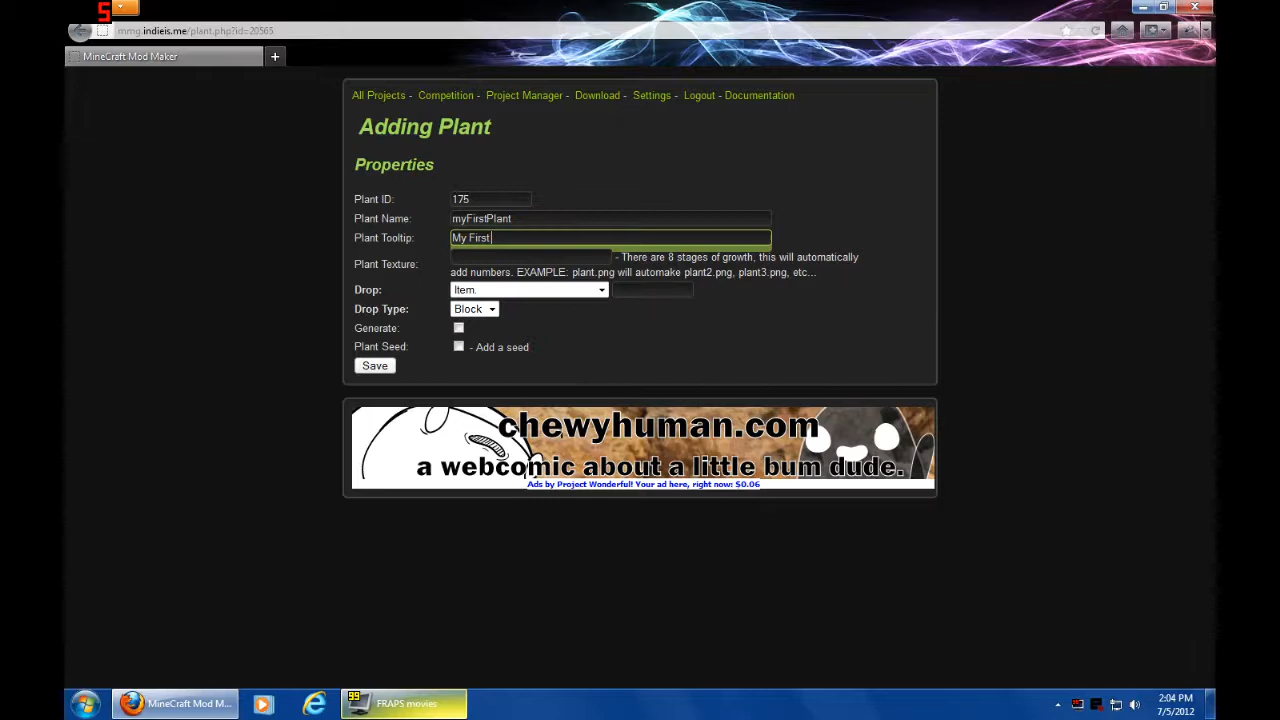 5
mmg.indieis.me/plant.php?id=20565
MineCraft Mod Maker
All Projects - Competition - Project Manager - Download - Settings - Logout - Documentation
Adding Plant
Properties
Plant ID: 175
Plant Name: myFirstPlant
Plant Tooltip: My First
Plant Texture: - There are 8 stages of growth, this will automatically
add numbers. EXAMPLE: plant.png will automake plant2.png, plant3.png, etc...
Drop: Item.
Drop Type: Block
Generate:
Plant Seed: - Add a seed
Save
chewyhuman.com
a webcomic about a little bum dude.
Ads by Project Wonderful! Your ad here, right now: $0.06
MineCraft Mod M...
99 FRAPS movies
2:04 PM
7/5/2012